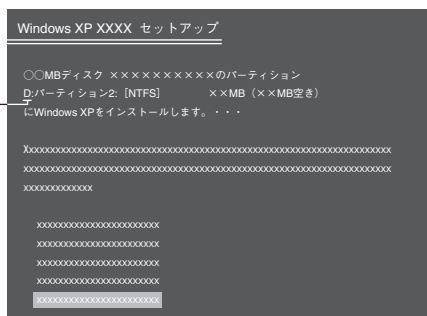 Windows XP XXXX セットアップ
○○MBディスク ××××××××××のパーティション
D:パーティション2:［NTFS］ ××MB（××MB空き）
にWindows XPをインストールします。・・・
Xxxxxxxxxxxxxxxxxxxxxxxxxxxxxxxxxxxxxxxxxxxxxxxxxxxxxxxxxxxxx
xxxxxxxxxxxxxxxxxxxxxxxxxxxxxxxxxxxxxxxxxxxxxxxxxxxxxxxxxxxxx
xxxxxxxxxxxxx
xxxxxxxxxxxxxxxxxxxxxxx
xxxxxxxxxxxxxxxxxxxxxxx
xxxxxxxxxxxxxxxxxxxxxxx
xxxxxxxxxxxxxxxxxxxxxxx
xxxxxxxxxxxxxxxxxxxxxxx